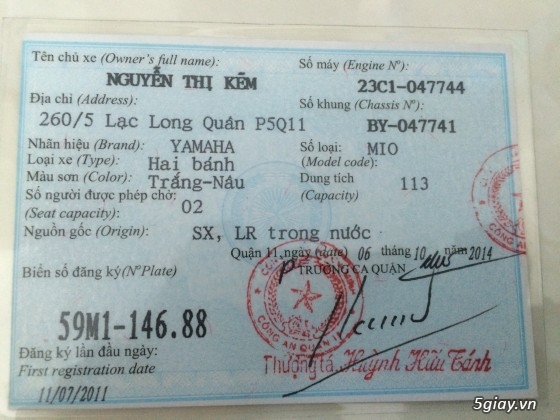 Tên chủ xe (Owner's full name): Số máy (Engine Nº):
NGUYỄN THỊ KẼM 23C1-047744
Địa chỉ (Address): Số khung (Chassis Nº):
260/5 Lạc Long Quân P5Q11 BY-047741
Nhãn hiệu (Brand): YAMAHA Số loại: MIO
Loại xe (Type): Hai bánh (Model code):
Màu sơn (Color): Trắng-Nâu Dung tích 113
Số người được phép chở: (Capacity)
(Seat capacity): 02
Nguồn gốc (Origin): SX, LR trong nước
Quận 11, ngày (date) 06 tháng 10 năm 2014
Biển số đăng ký (Nº Plate) TRƯỞNG CA QUẬN
59M1-146.88
CÔNG AN QUẬN
Đăng ký lần đầu ngày: Thượng tá, Huỳnh Hữu Tánh
First registration date
11/07/2011
5giay.vn